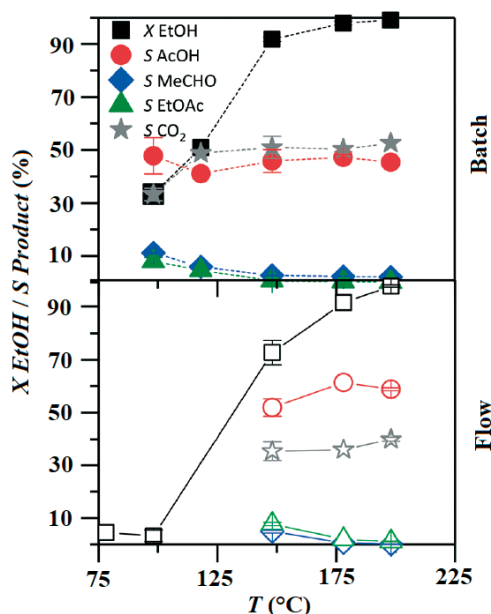 X EtOH / S Product (%)
90
70
50
30
10
X EtOH
S AcOH
S MeCHO
S EtOAc
S CO₂
Batch
90
70
50
30
10
Flow
75
125
175
225
T (°C)